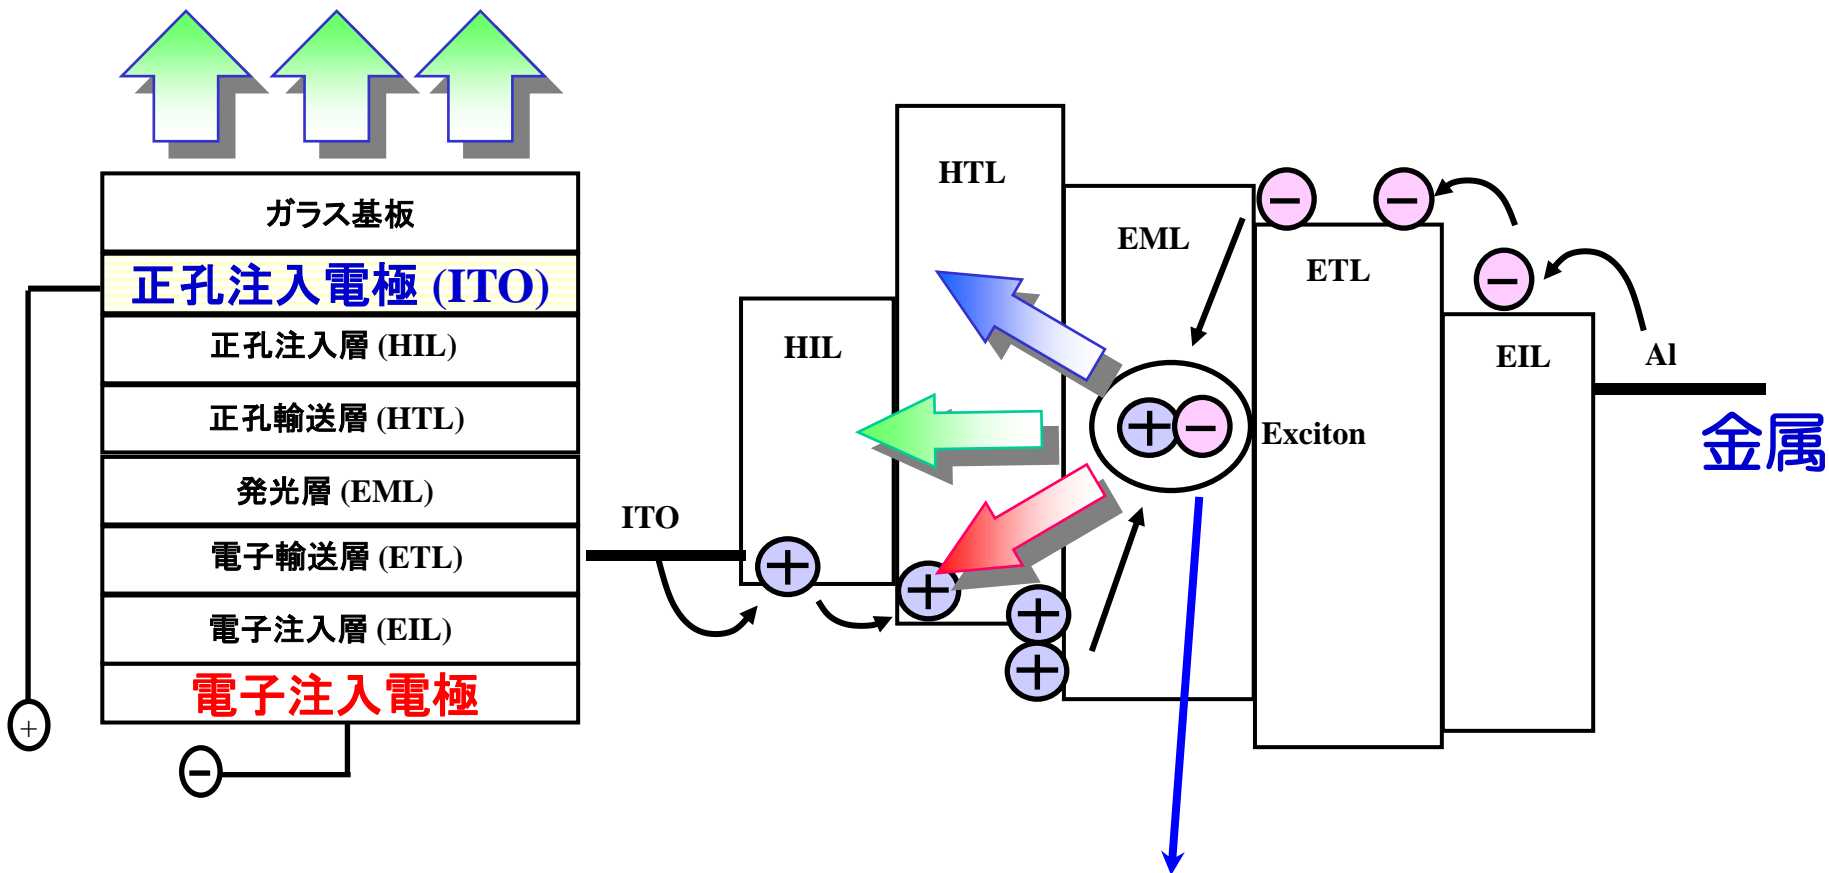 ガラス基板
正孔注入電極 (ITO)
正孔注入層 (HIL)
正孔輸送層 (HTL)
発光層 (EML)
電子輸送層 (ETL)
電子注入層 (EIL)
電子注入電極
+
−
ITO
HIL
+
HTL
+
+
+
EML
+ −
Exciton
−
−
ETL
−
EIL
Al
金属